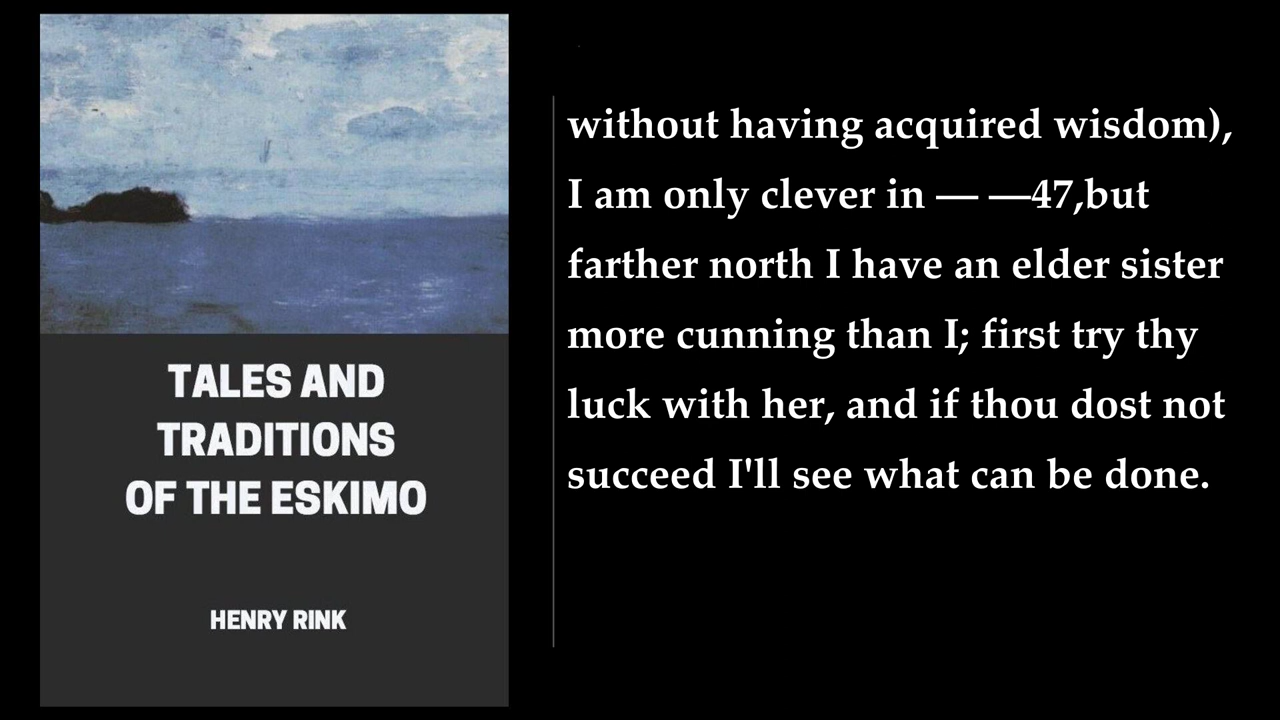 TALES AND
TRADITIONS
OF THE ESKIMO
HENRY RINK
without having acquired wisdom),
I am only clever in — —47,but
farther north I have an elder sister
more cunning than I; first try thy
luck with her, and if thou dost not
succeed I'll see what can be done.